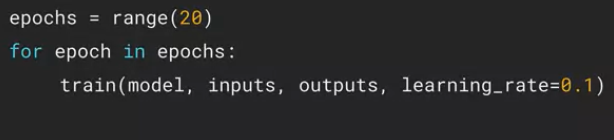 epochs = range(20)
for epoch in epochs:
    train(model, inputs, outputs, learning_rate=0.1)